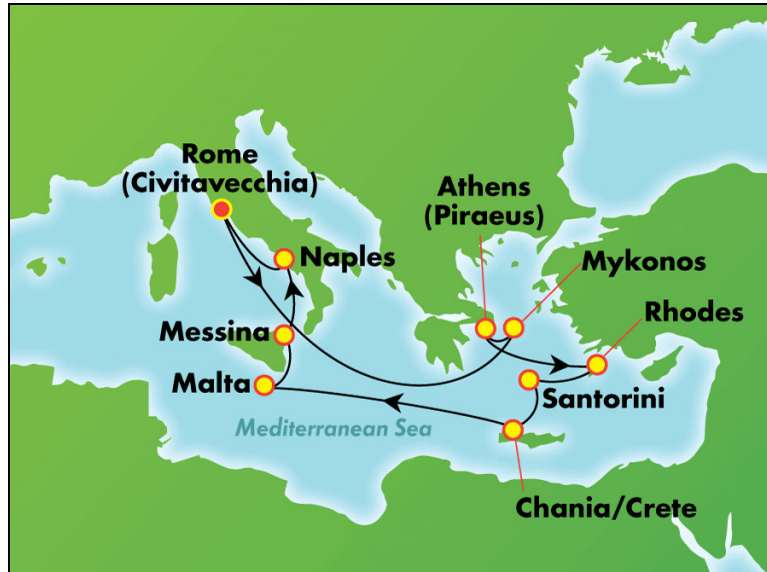 Rome
(Civitavecchia)
Athens
(Piraeus)
Naples
Mykonos
Rhodes
Messina
Malta
Santorini
Mediterranean Sea
Chania/Crete